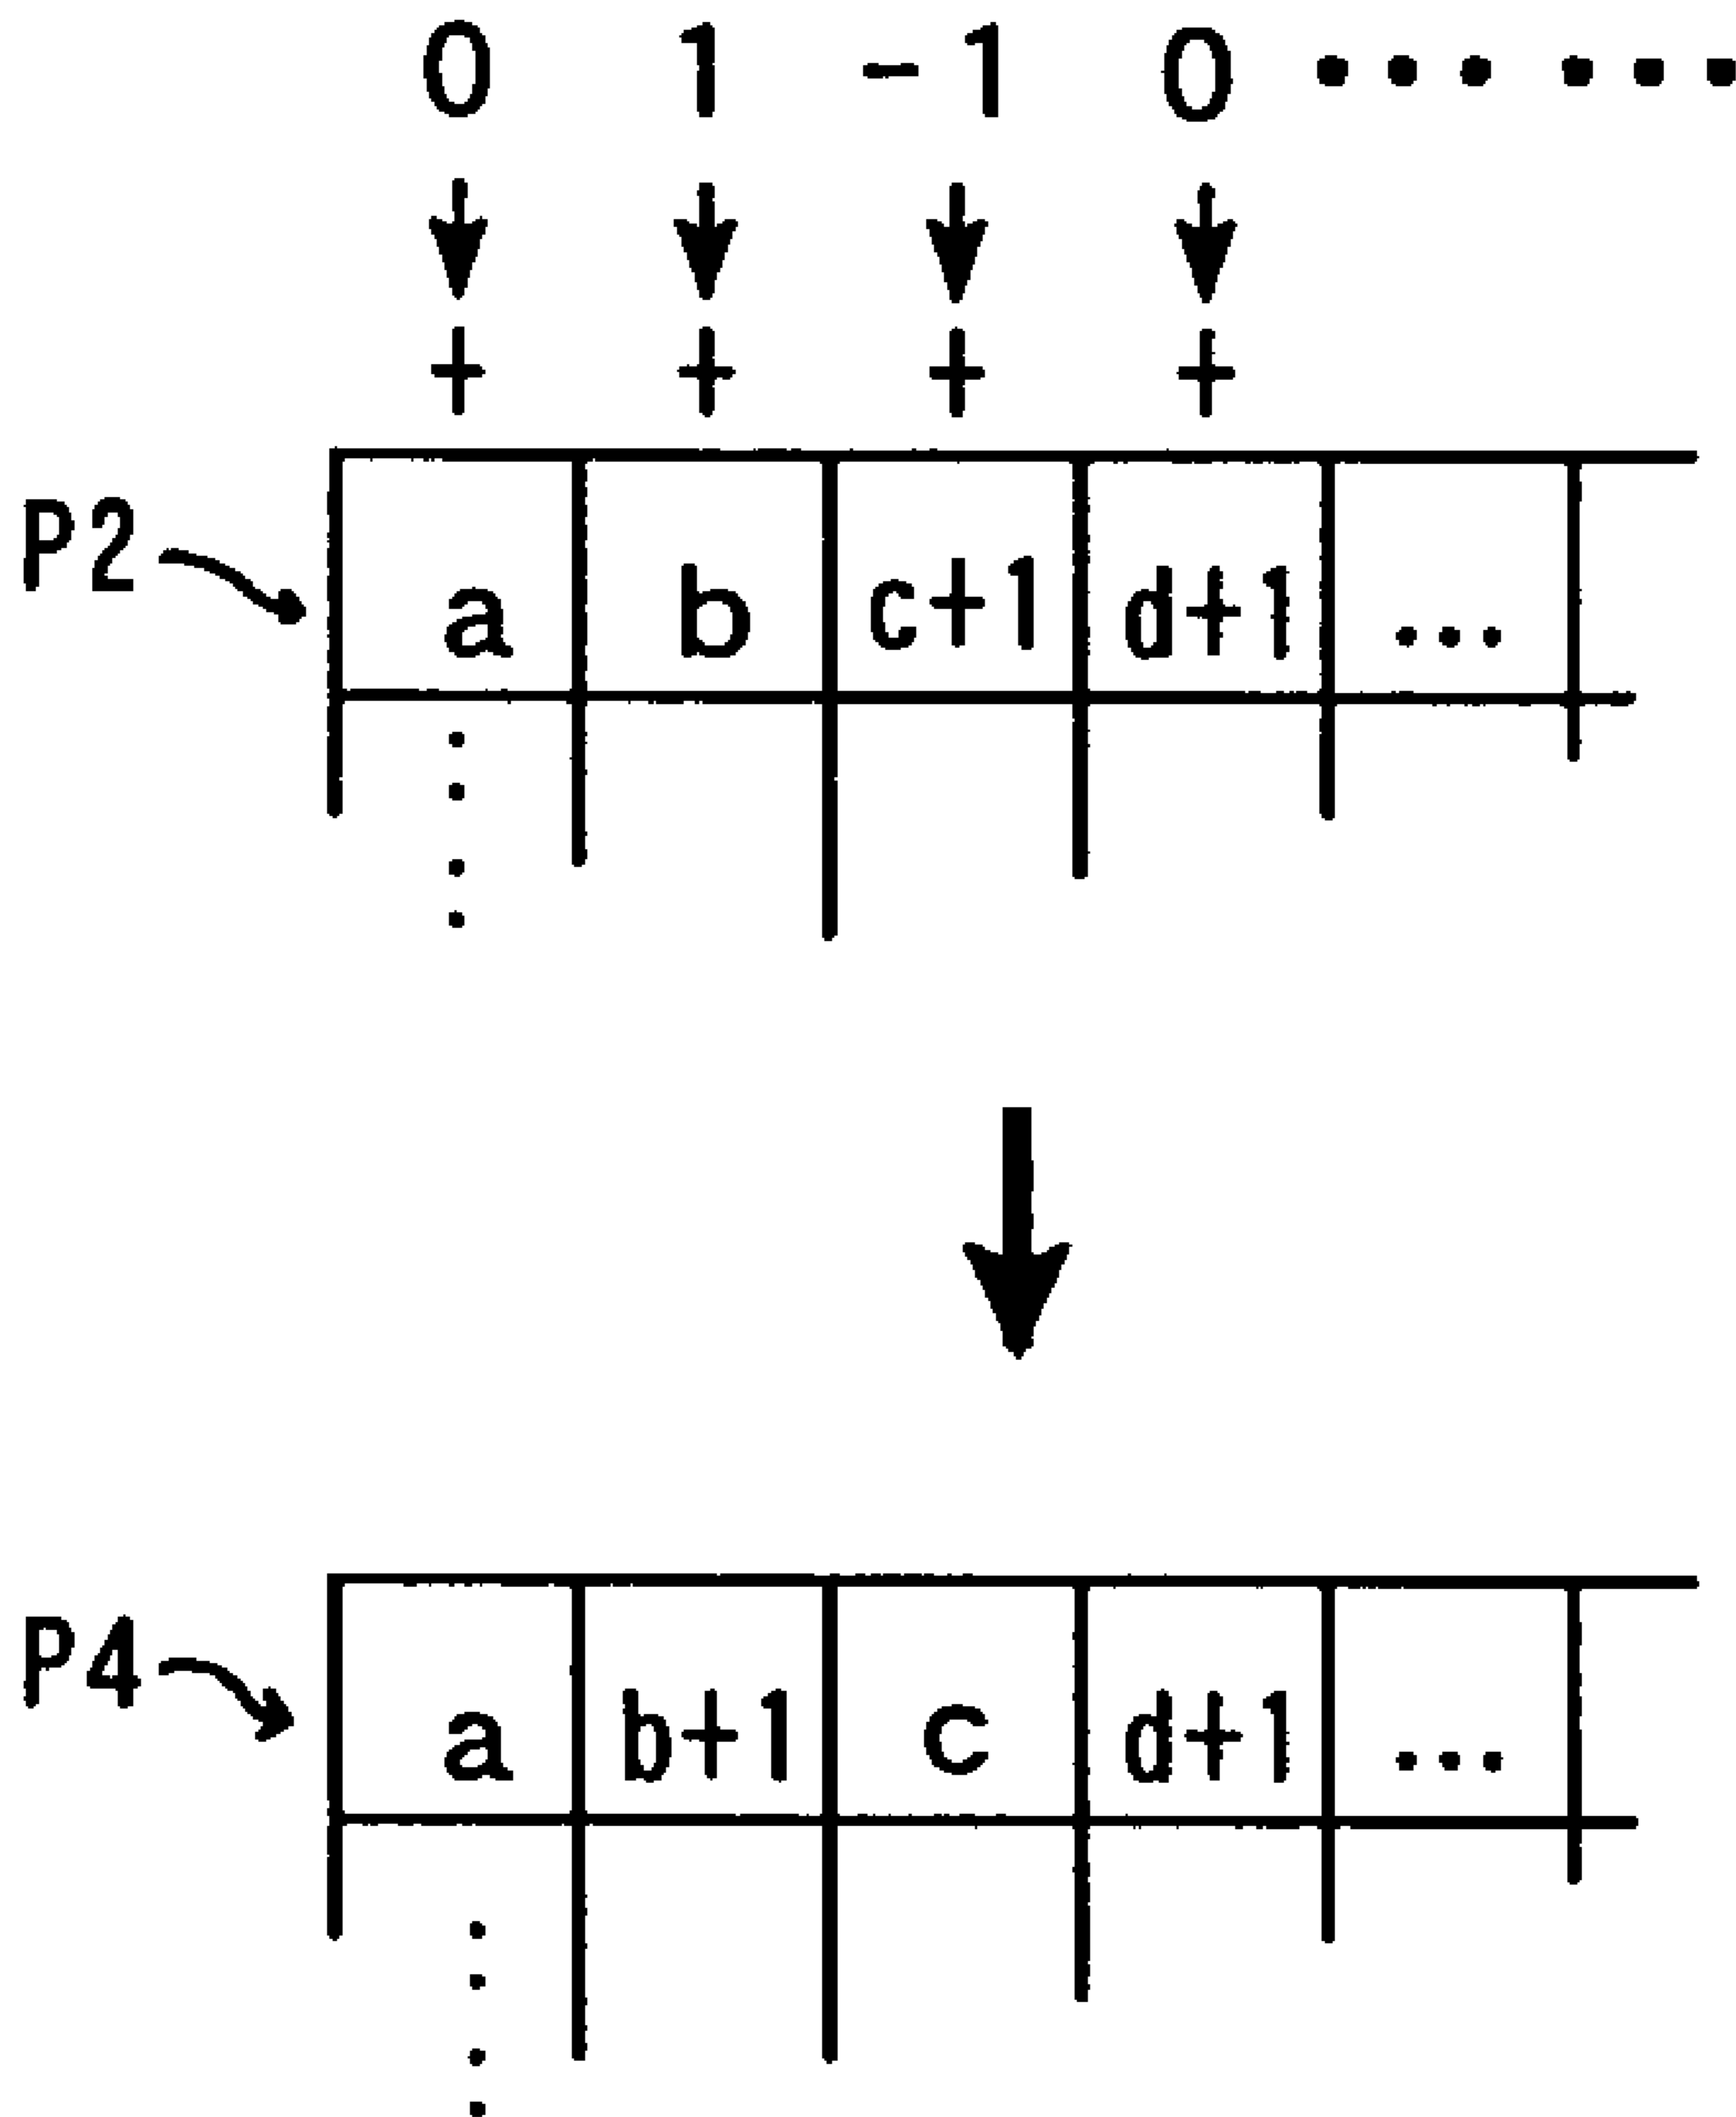 0 1 -1 0 ......
+ + + +
P2 a b c+1 d+1 ...
P4 a b+1 c d+1 ...